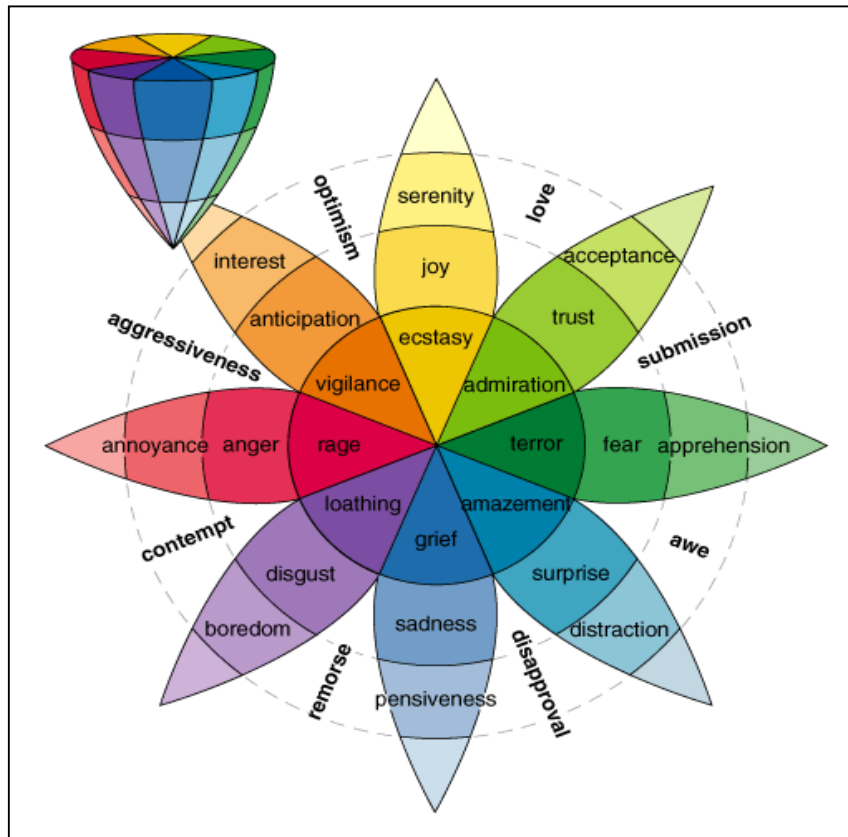 optimism
serenity
love
interest
acceptance
joy
anticipation
trust
aggressiveness
ecstasy
submission
vigilance
admiration
annoyance
anger
rage
terror
fear
apprehension
loathing
amazement
contempt
grief
awe
disgust
surprise
boredom
sadness
distraction
remorse
disapproval
pensiveness